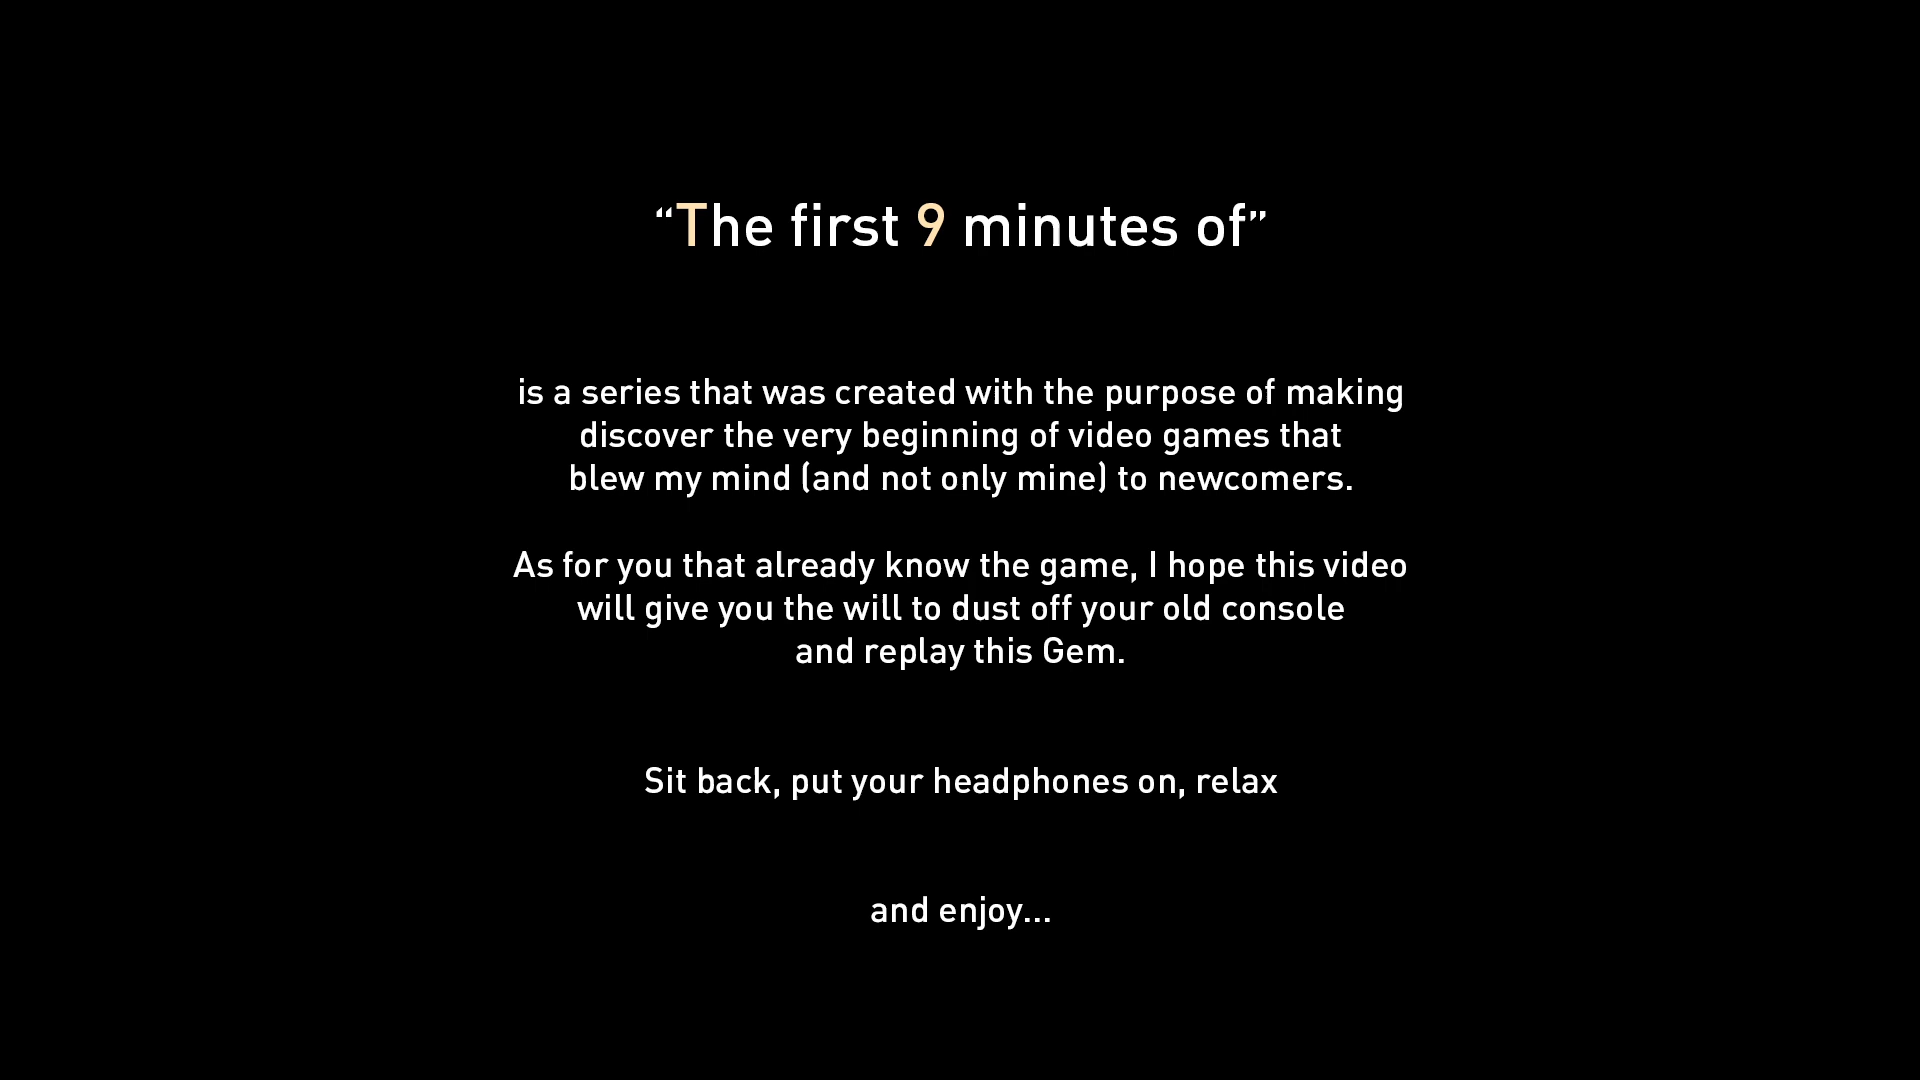 “The first 9 minutes of”
is a series that was created with the purpose of making
discover the very beginning of video games that
blew my mind (and not only mine) to newcomers.
As for you that already know the game, I hope this video
will give you the will to dust off your old console
and replay this Gem.
Sit back, put your headphones on, relax
and enjoy...